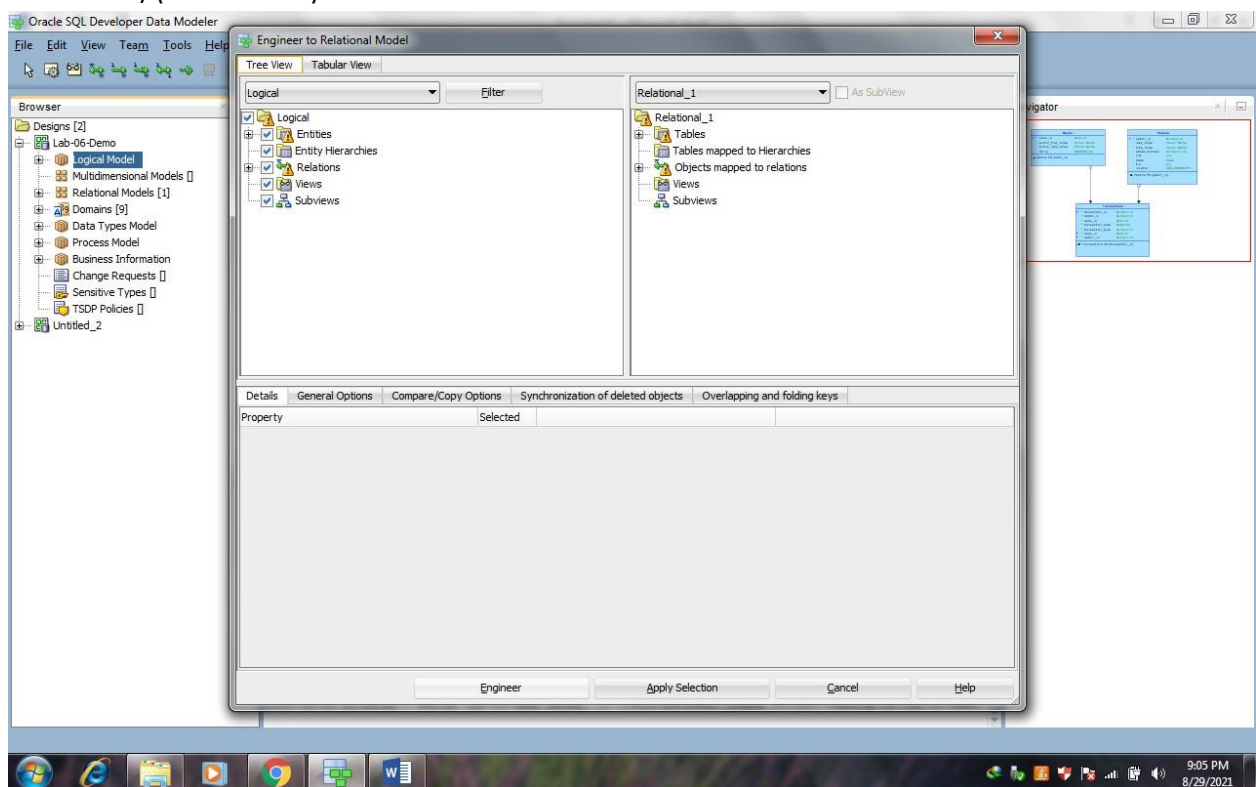 Oracle SQL Developer Data Modeler
File Edit View Team Tools Help
Engineer to Relational Model
Tree View Tabular View
Logical Filter Relational_1 As SubView
Logical
Entities
Entity Hierarchies
Relations
Views
Subviews
Relational_1
Tables
Tables mapped to Hierarchies
Objects mapped to relations
Views
Subviews
Browser
Designs [2]
Lab-06-Demo
Logical Model
Multidimensional Models []
Relational Models [1]
Domains [9]
Data Types Model
Process Model
Business Information
Change Requests []
Sensitive Types []
TSDP Policies []
Untitled_2
vigator
Details General Options Compare/Copy Options Synchronization of deleted objects Overlapping and folding keys
Property Selected
Engineer Apply Selection Cancel Help
9:05 PM
8/29/2021